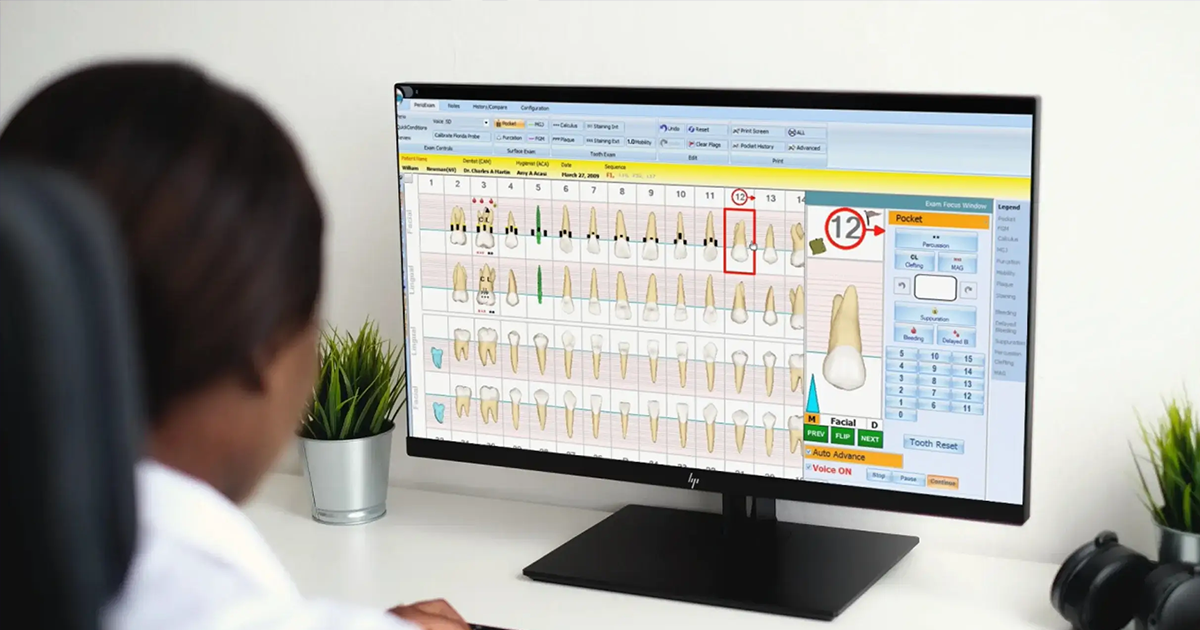 PerioExam Notes History/Compare Configuration
Voice SD
Calibrate Florida Probe
Exam Controls
Pocket MGJ Calculus Staining Int
Furcation FGM Plaque Staining Ext Mobility
Surface Exam Tooth Exam
Undo Reset
Clear Flags
Edit
Print Screen ALL
Pocket History Advanced
Print
Patient Name Dentist (CAM) Hygienist (ACA) Date Sequence
William Dr. Charles A Martin Amy A Acasi March 27, 2009 F1,
1 2 3 4 5 6 7 8 9 10 11 12 13 14
Facial
Lingual
Lingual
Facial
Exam Focus Window
12
Pocket
Percussion
CL
Clefting MAG
Suppuration
Bleeding Delayed Bl
5 10 15
4 9 14
3 8 13
2 7 12
1 6 11
0
M Facial D
PREV FLIP NEXT
Tooth Reset
Auto Advance
Voice ON
Stop Pause Continue
Legend
Pocket
FGM
Calculus
MGJ
Furcation
Mobility
Plaque
Staining
Bleeding
Delayed
Bleeding
Suppuration
Percussion
Clefting
MAG
hp